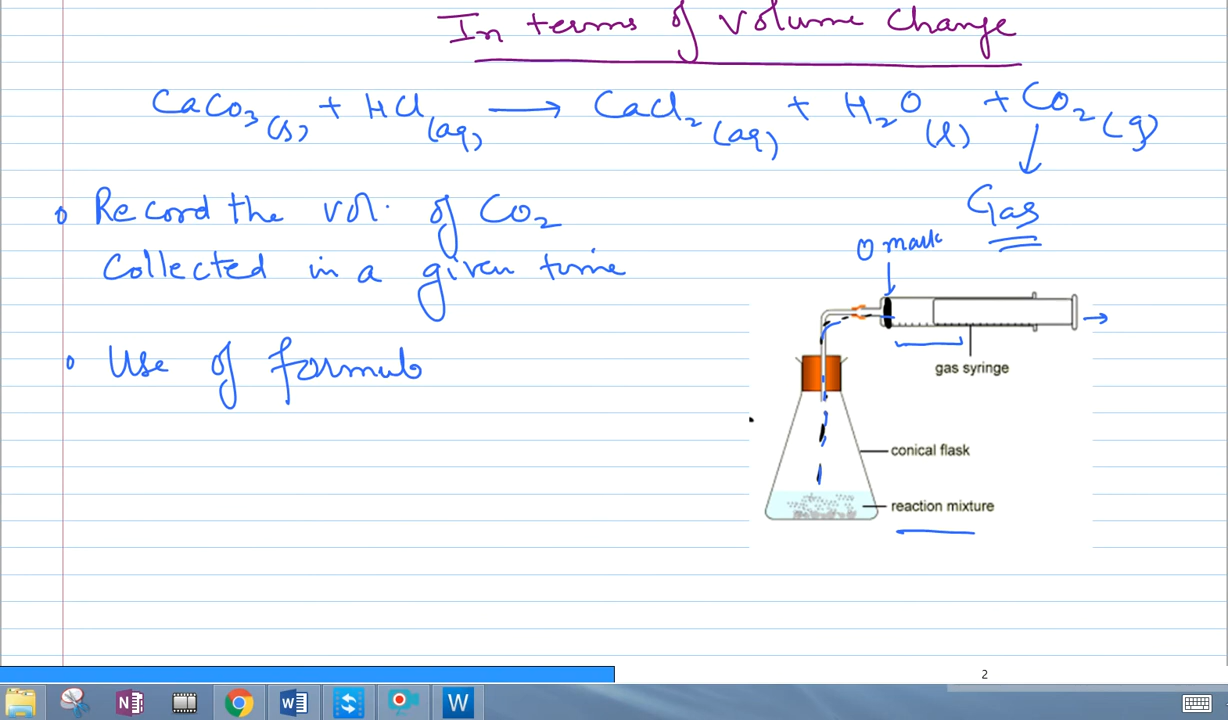 In terms of volume change
CaCO₃(s) + HCl(aq) ⟶ CaCl₂(aq) + H₂O(l) + CO₂(g)
Gas
• Record the vol. of CO₂
collected in a given time
0 mark
• Use of formula
gas syringe
conical flask
reaction mixture
2
N
W
W